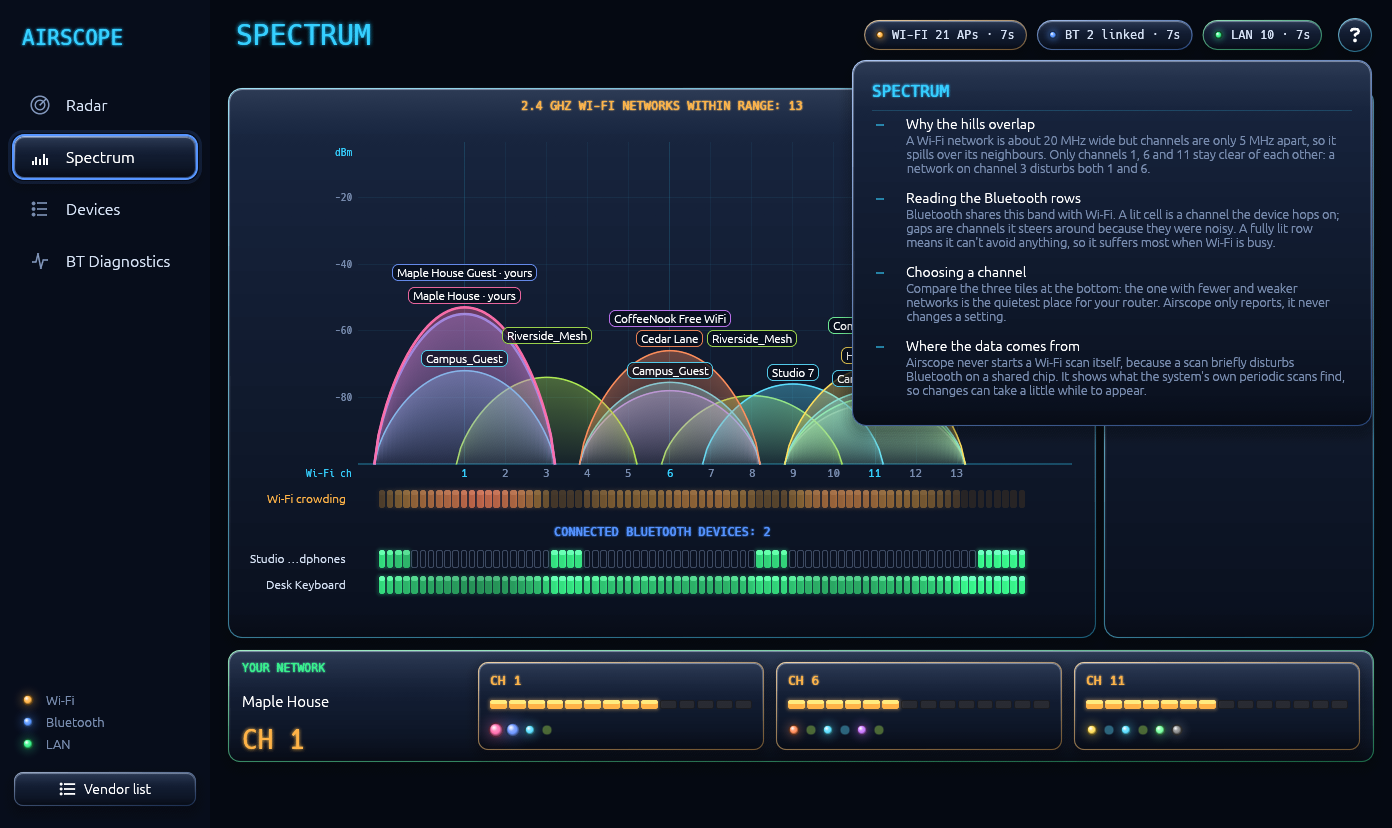 AIRSCOPE
SPECTRUM
WI-FI 21 APs · 7s
BT 2 linked · 7s
LAN 10 · 7s
?
Radar
Spectrum
Devices
BT Diagnostics
2.4 GHZ WI-FI NETWORKS WITHIN RANGE: 13
dBm
-20
-40
-60
-80
Maple House Guest · yours
Maple House · yours
Riverside_Mesh
Campus_Guest
CoffeeNook Free WiFi
Cedar Lane
Riverside_Mesh
Campus_Guest
Studio 7
Wi-Fi ch
1 2 3 4 5 6 7 8 9 10 11 12 13
Wi-Fi crowding
CONNECTED BLUETOOTH DEVICES: 2
Studio ...dphones
Desk Keyboard
SPECTRUM
Why the hills overlap
A Wi-Fi network is about 20 MHz wide but channels are only 5 MHz apart, so it
spills over its neighbours. Only channels 1, 6 and 11 stay clear of each other: a
network on channel 3 disturbs both 1 and 6.
Reading the Bluetooth rows
Bluetooth shares this band with Wi-Fi. A lit cell is a channel the device hops on;
gaps are channels it steers around because they were noisy. A fully lit row
means it can't avoid anything, so it suffers most when Wi-Fi is busy.
Choosing a channel
Compare the three tiles at the bottom: the one with fewer and weaker
networks is the quietest place for your router. Airscope only reports, it never
changes a setting.
Where the data comes from
Airscope never starts a Wi-Fi scan itself, because a scan briefly disturbs
Bluetooth on a shared chip. It shows what the system's own periodic scans find,
so changes can take a little while to appear.
YOUR NETWORK
Maple House
CH 1
CH 1
CH 6
CH 11
Wi-Fi
Bluetooth
LAN
Vendor list